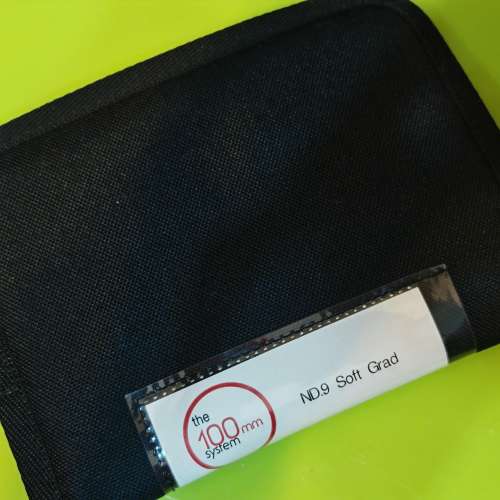 the
100mm
system
ND.9 Soft Grad